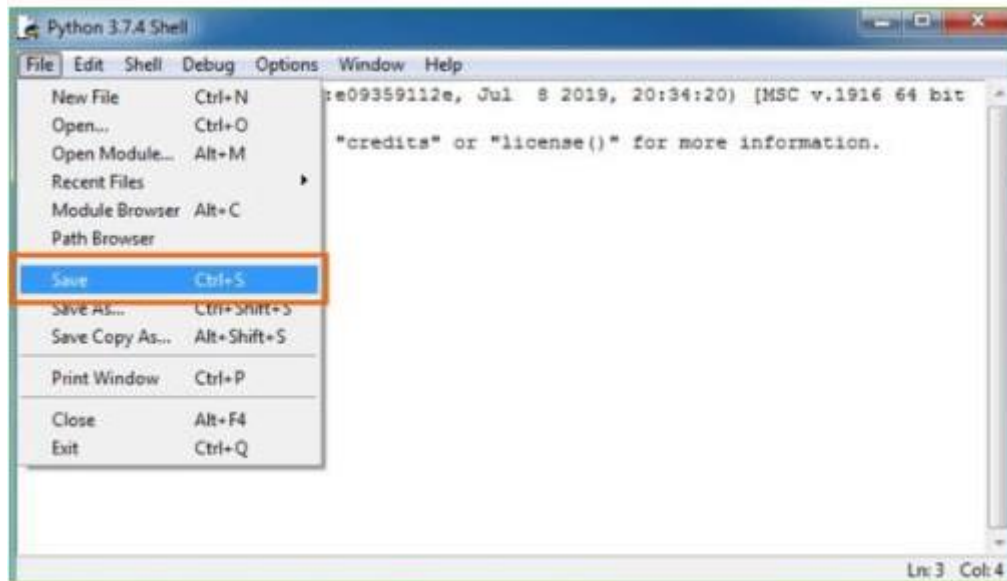 Python 3.7.4 Shell
File Edit Shell Debug Options Window Help
New File Ctrl+N
:e09359112e, Jul 8 2019, 20:34:20) [MSC v.1916 64 bit
Open... Ctrl+O
"credits" or "license()" for more information.
Open Module... Alt+M
Recent Files
Module Browser Alt+C
Path Browser
Save Ctrl+S
Save As... Ctrl+Shift+S
Save Copy As... Alt+Shift+S
Print Window Ctrl+P
Close Alt+F4
Exit Ctrl+Q
Ln: 3 Col: 4